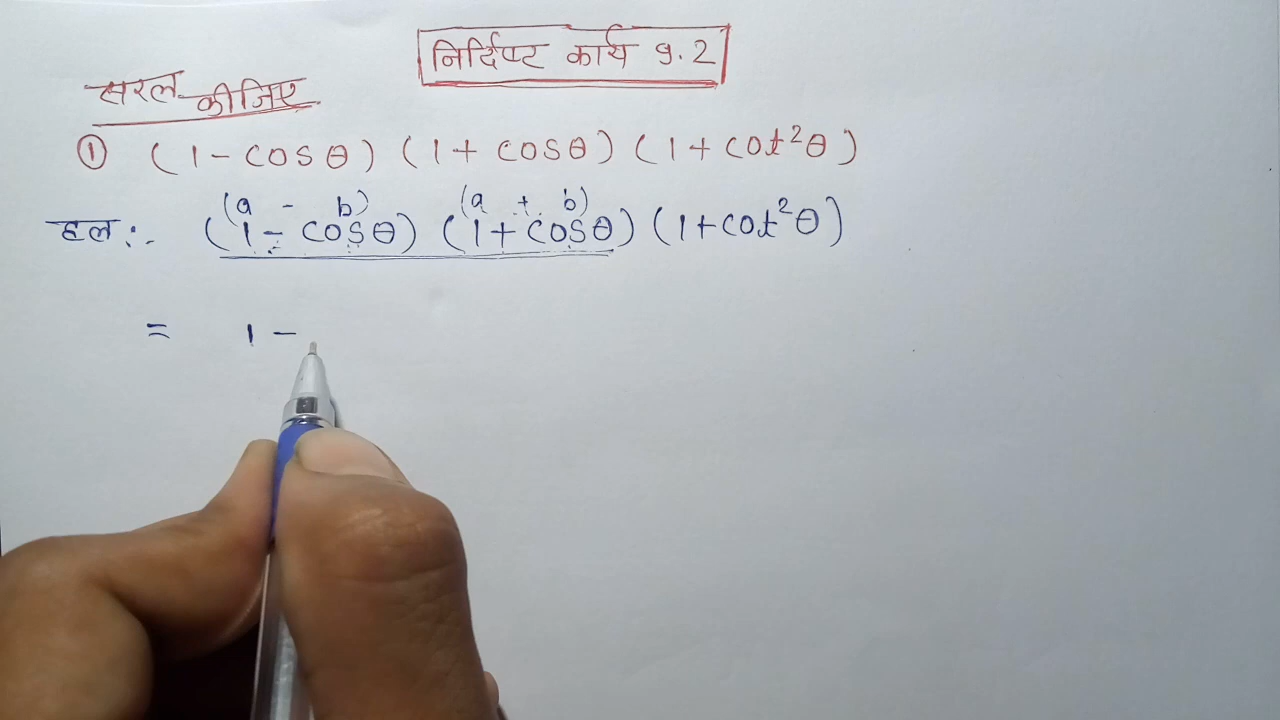 निर्दिष्ट कार्य 9.2
सरल कीजिए
① (1 - cosθ) (1 + cosθ) (1 + cot²θ)
(a - b) (a + b)
हल:- (1 - cosθ) (1 + cosθ) (1 + cot²θ)
= 1 -